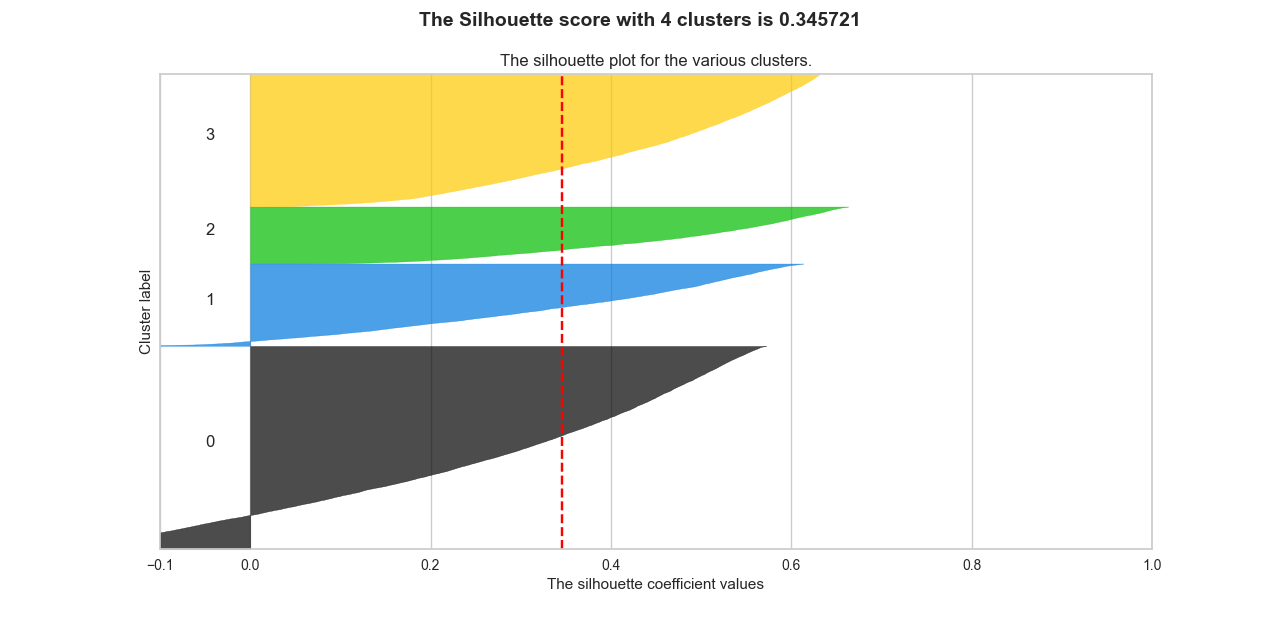 The Silhouette score with 4 clusters is 0.345721
The silhouette plot for the various clusters.
Cluster label
3
2
1
0
−0.1 0.0 0.2 0.4 0.6 0.8 1.0
The silhouette coefficient values